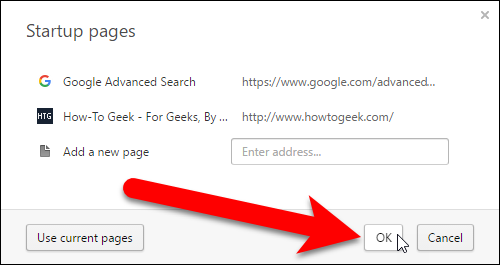 Startup pages
Google Advanced Search https://www.google.com/advanced...
HTG How-To Geek - For Geeks, By ... http://www.howtogeek.com/
Add a new page Enter address...
Use current pages OK Cancel